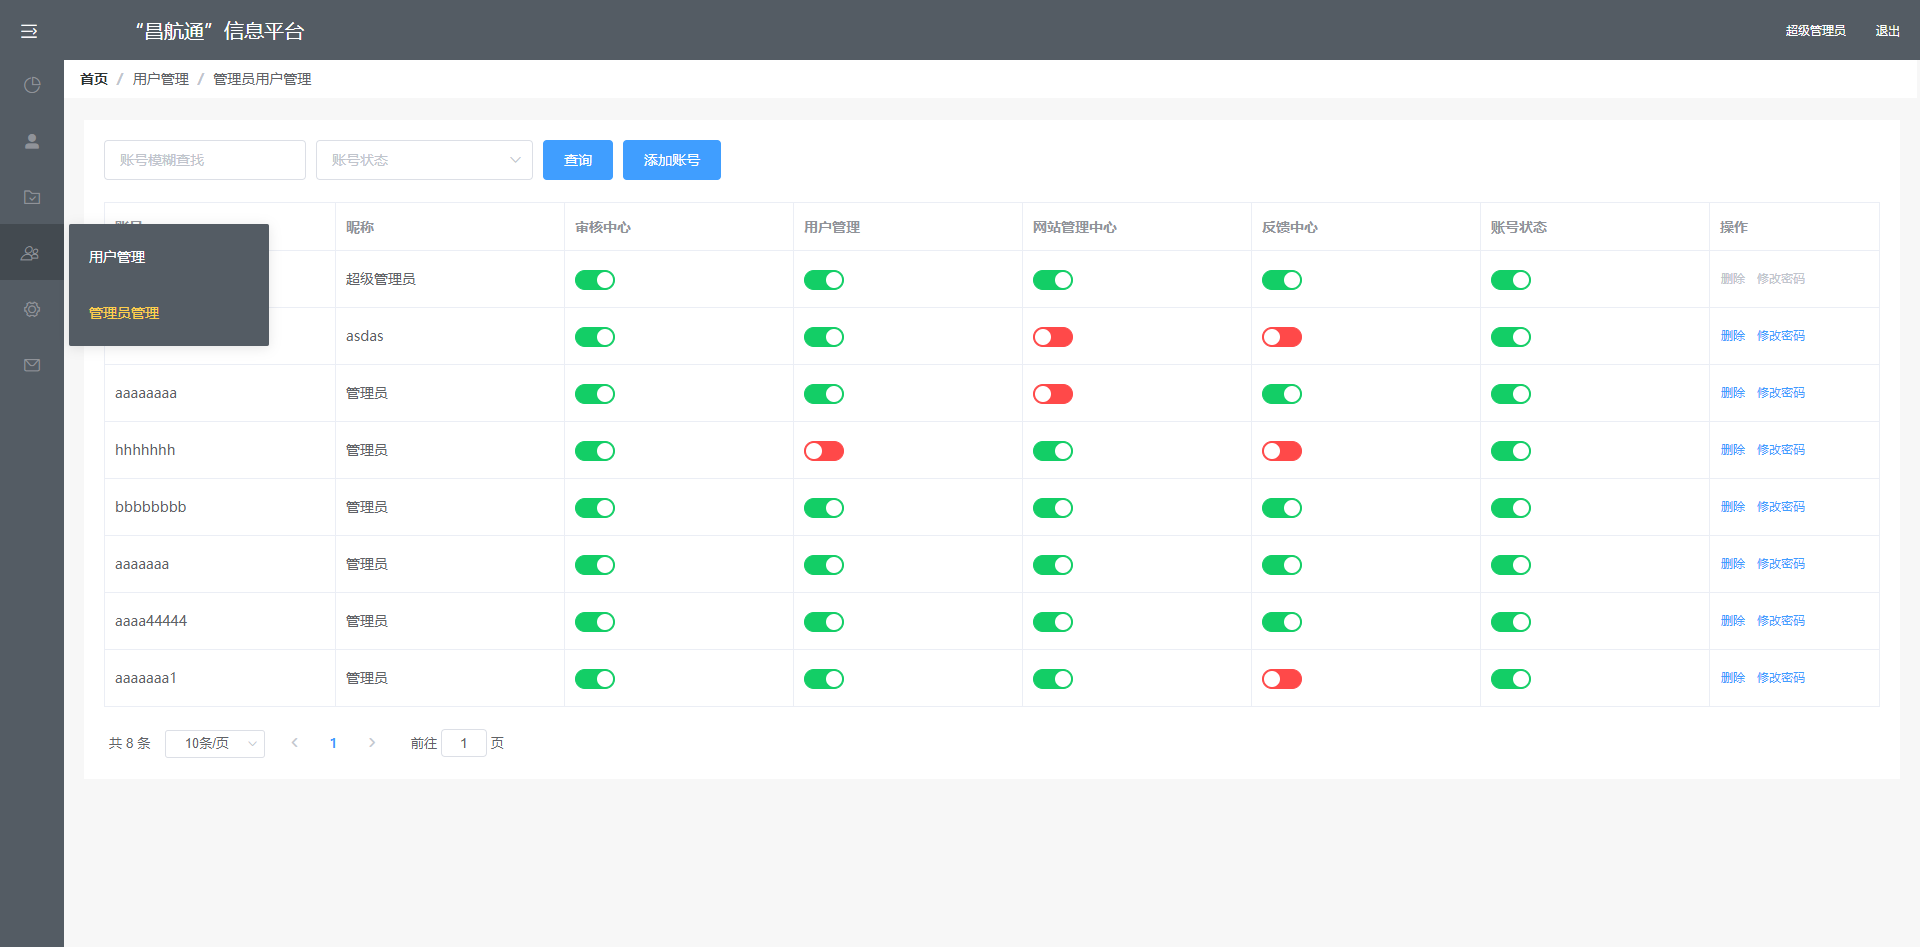 “昌航通”信息平台
超级管理员 退出
首页 / 用户管理 / 管理员用户管理
账号模糊查找 账号状态 查询 添加账号
昵称 审核中心 用户管理 网站管理中心 反馈中心 账号状态 操作
用户管理
管理员管理
超级管理员 删除 修改密码
asdas 删除 修改密码
aaaaaaaa 管理员 删除 修改密码
hhhhhhh 管理员 删除 修改密码
bbbbbbbb 管理员 删除 修改密码
aaaaaaa 管理员 删除 修改密码
aaaa44444 管理员 删除 修改密码
aaaaaaa1 管理员 删除 修改密码
共 8 条 10条/页 1 前往 1 页